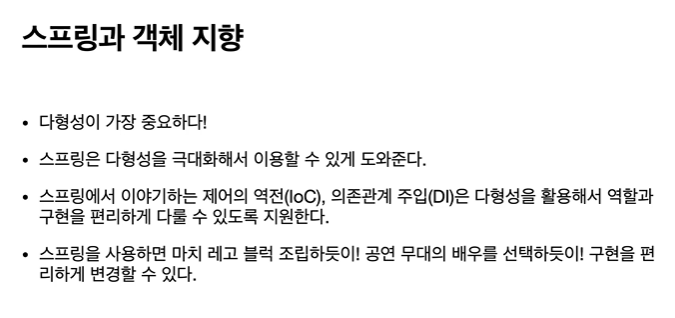 스프링과 객체 지향
• 다형성이 가장 중요하다!
• 스프링은 다형성을 극대화해서 이용할 수 있게 도와준다.
• 스프링에서 이야기하는 제어의 역전(IoC), 의존관계 주입(DI)은 다형성을 활용해서 역할과
구현을 편리하게 다룰 수 있도록 지원한다.
• 스프링을 사용하면 마치 레고 블럭 조립하듯이! 공연 무대의 배우를 선택하듯이! 구현을 편
리하게 변경할 수 있다.